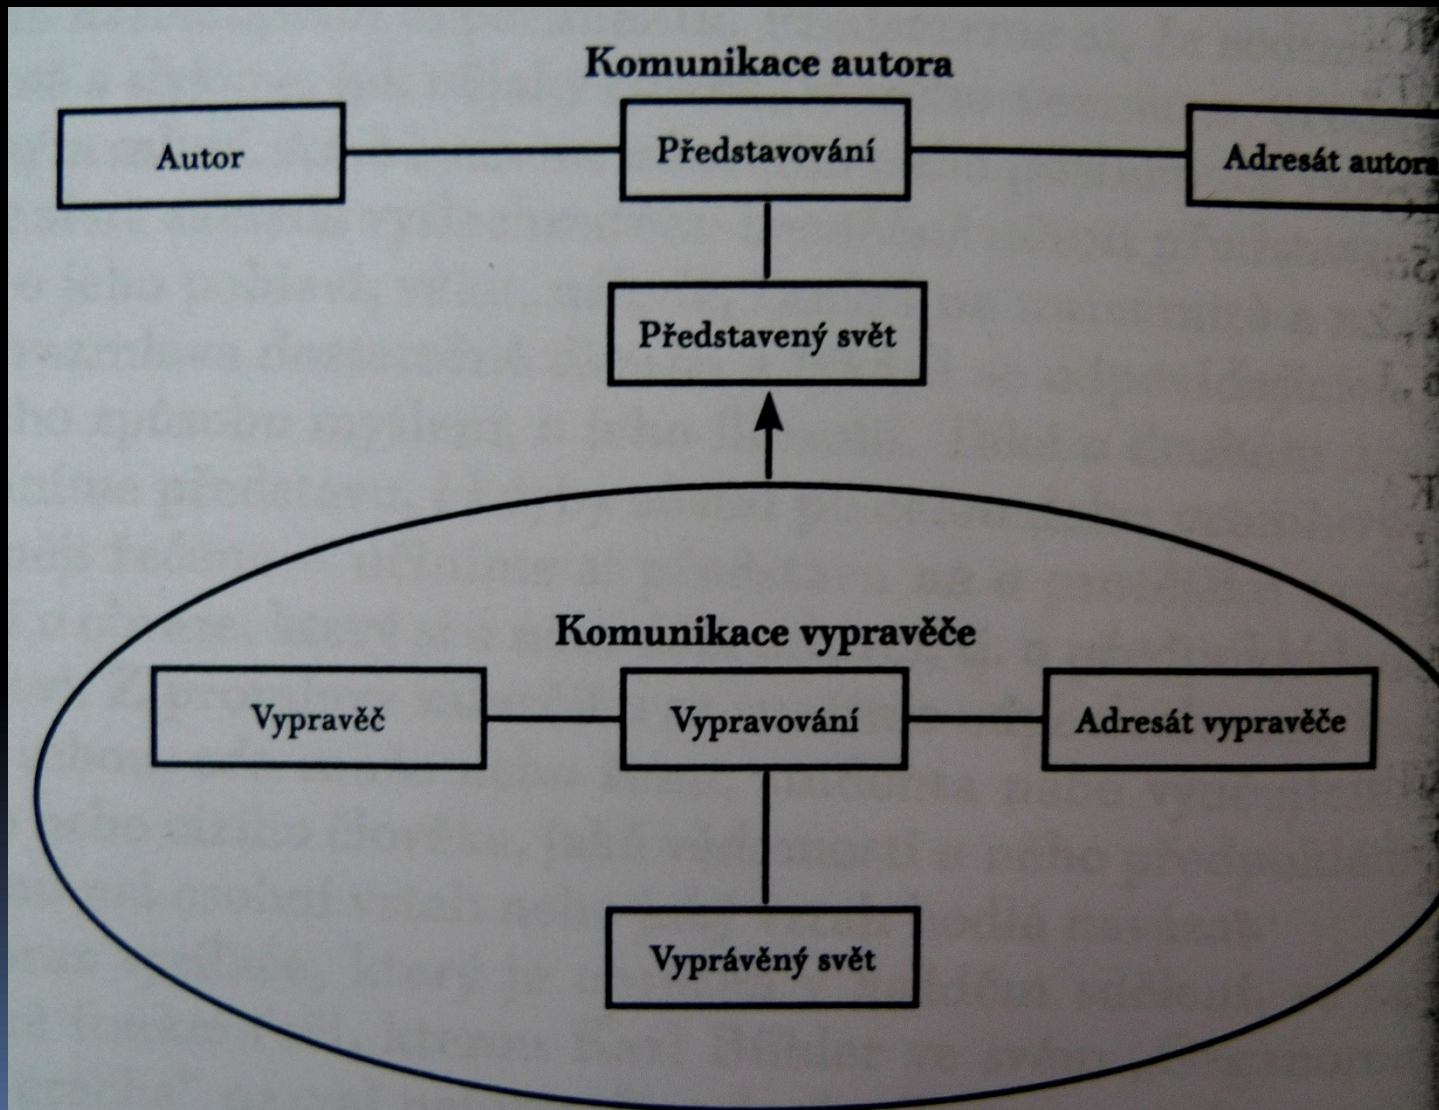 Komunikace autora
Autor
Představování
Adresát autora
Představený svět
Komunikace vypravěče
Vypravěč
Vypravování
Adresát vypravěče
Vyprávěný svět